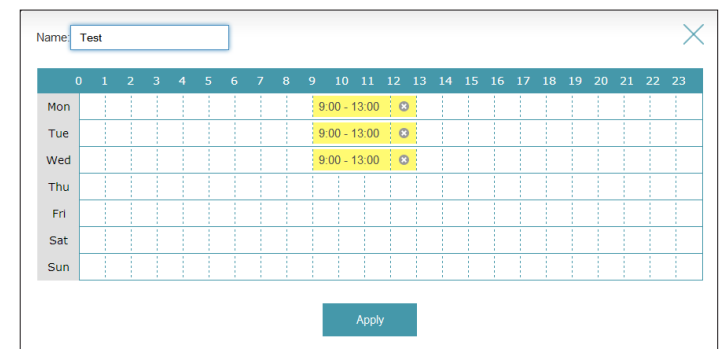 Name: Test
0 1 2 3 4 5 6 7 8 9 10 11 12 13 14 15 16 17 18 19 20 21 22 23
Mon 9:00 - 13:00
Tue 9:00 - 13:00
Wed 9:00 - 13:00
Thu
Fri
Sat
Sun
Apply